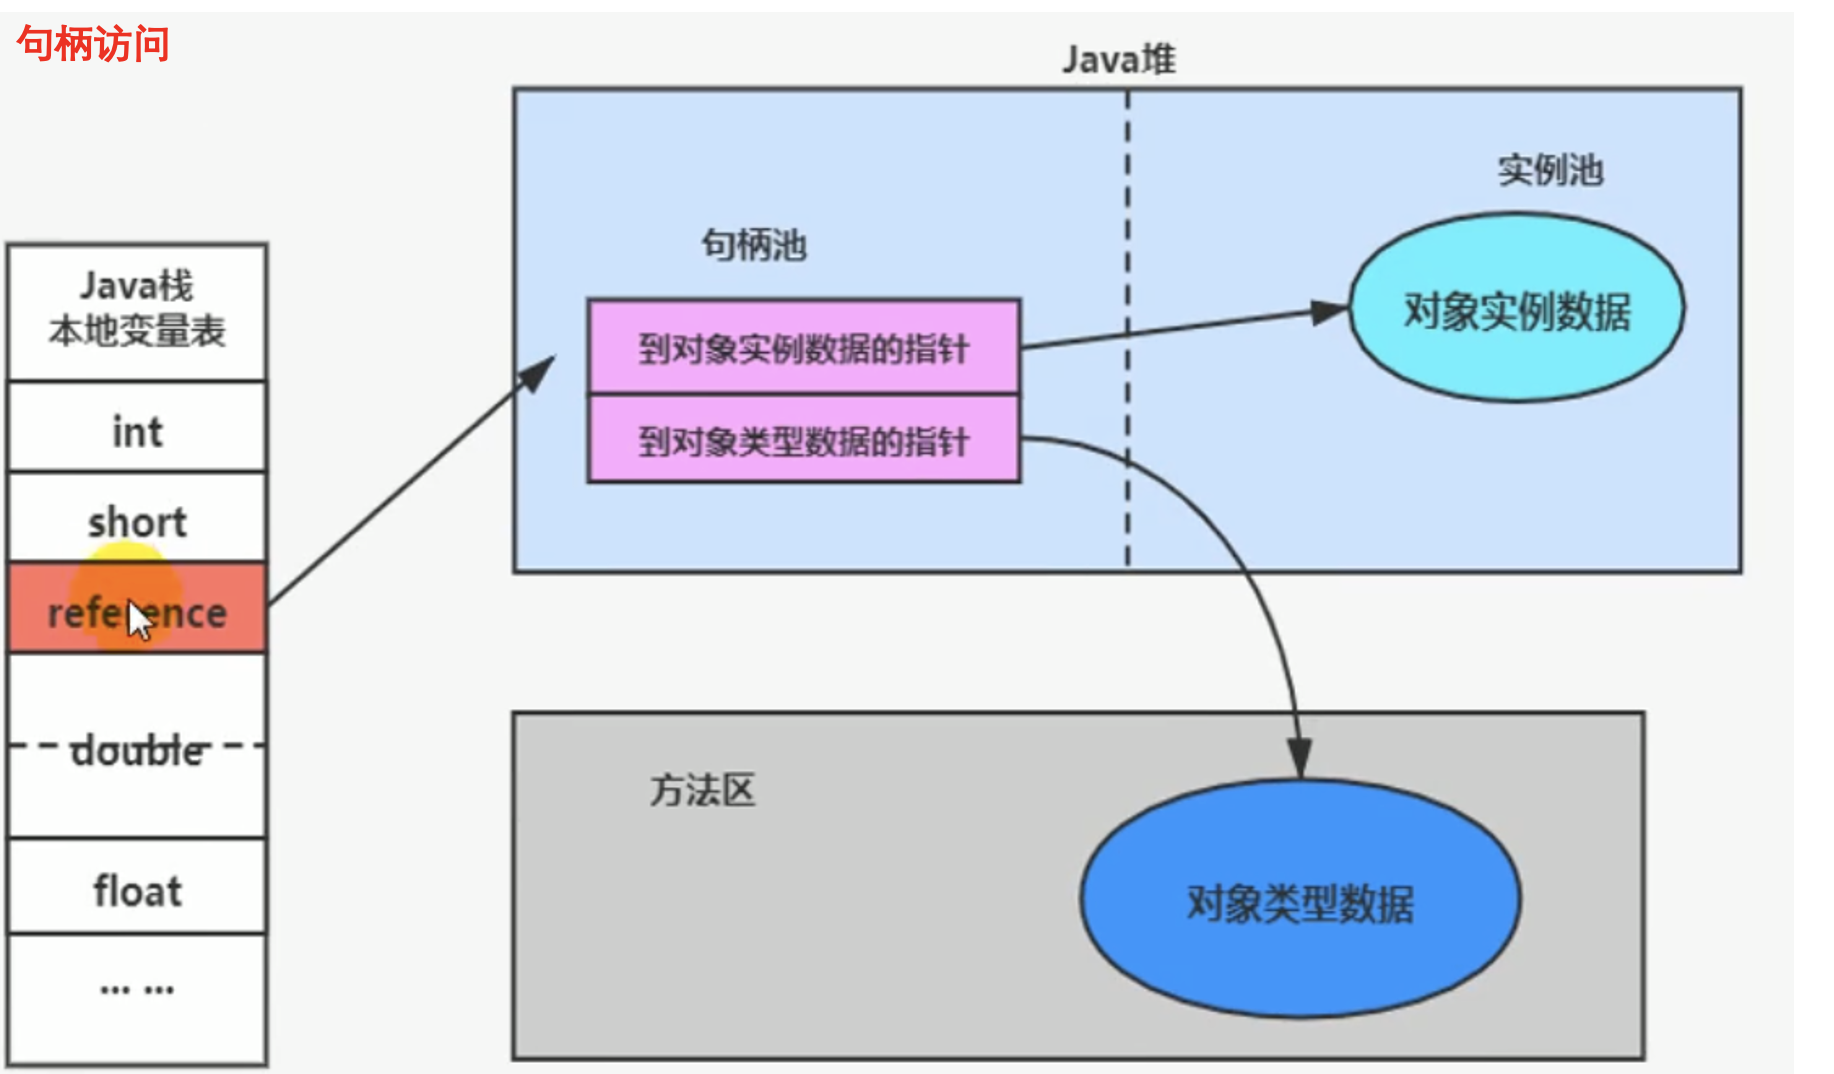 句柄访问
Java堆
实例池
句柄池
对象实例数据
到对象实例数据的指针
到对象类型数据的指针
Java栈
本地变量表
int
short
reference
double
float
... ...
方法区
对象类型数据